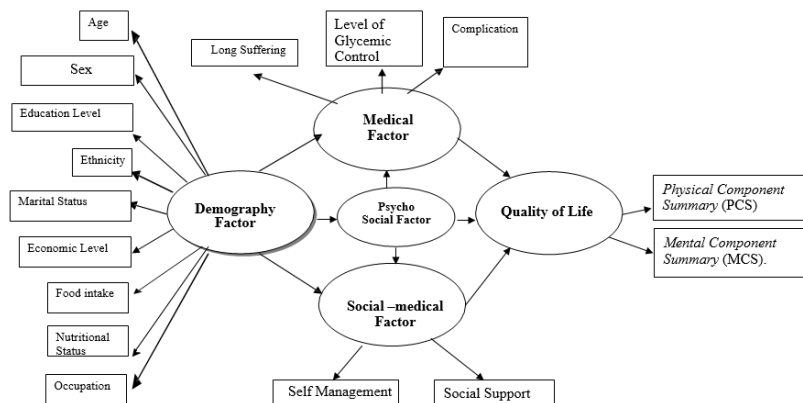 Age
Sex
Education Level
Ethnicity
Marital Status
Economic Level
Food intake
Nutritional
Status
Occupation
Demography
Factor
Long Suffering
Level of
Glycemic
Control
Complication
Medical
Factor
Psycho
Social Factor
Social –medical
Factor
Self Management
Social Support
Quality of Life
Physical Component
Summary (PCS)
Mental Component
Summary (MCS).